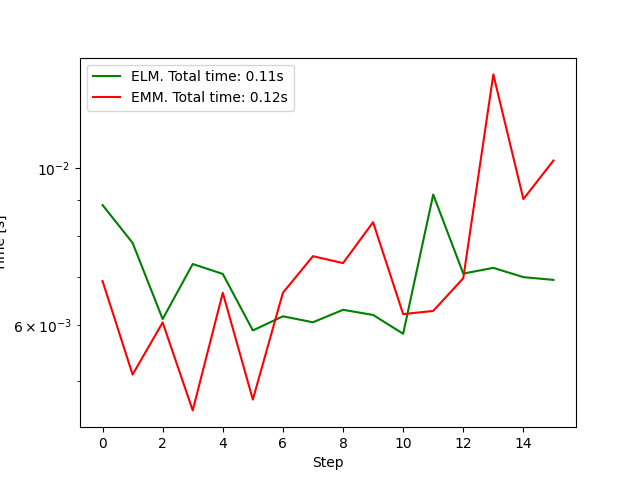 ELM. Total time: 0.11s
EMM. Total time: 0.12s
10⁻²
6 × 10⁻³
[s]
0 2 4 6 8 10 12 14
Step